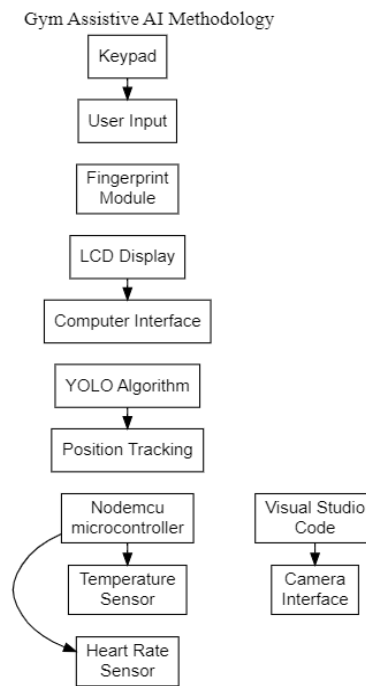 Gym Assistive AI Methodology
Keypad
User Input
Fingerprint
Module
LCD Display
Computer Interface
YOLO Algorithm
Position Tracking
Nodemcu
microcontroller
Visual Studio
Code
Temperature
Sensor
Camera
Interface
Heart Rate
Sensor